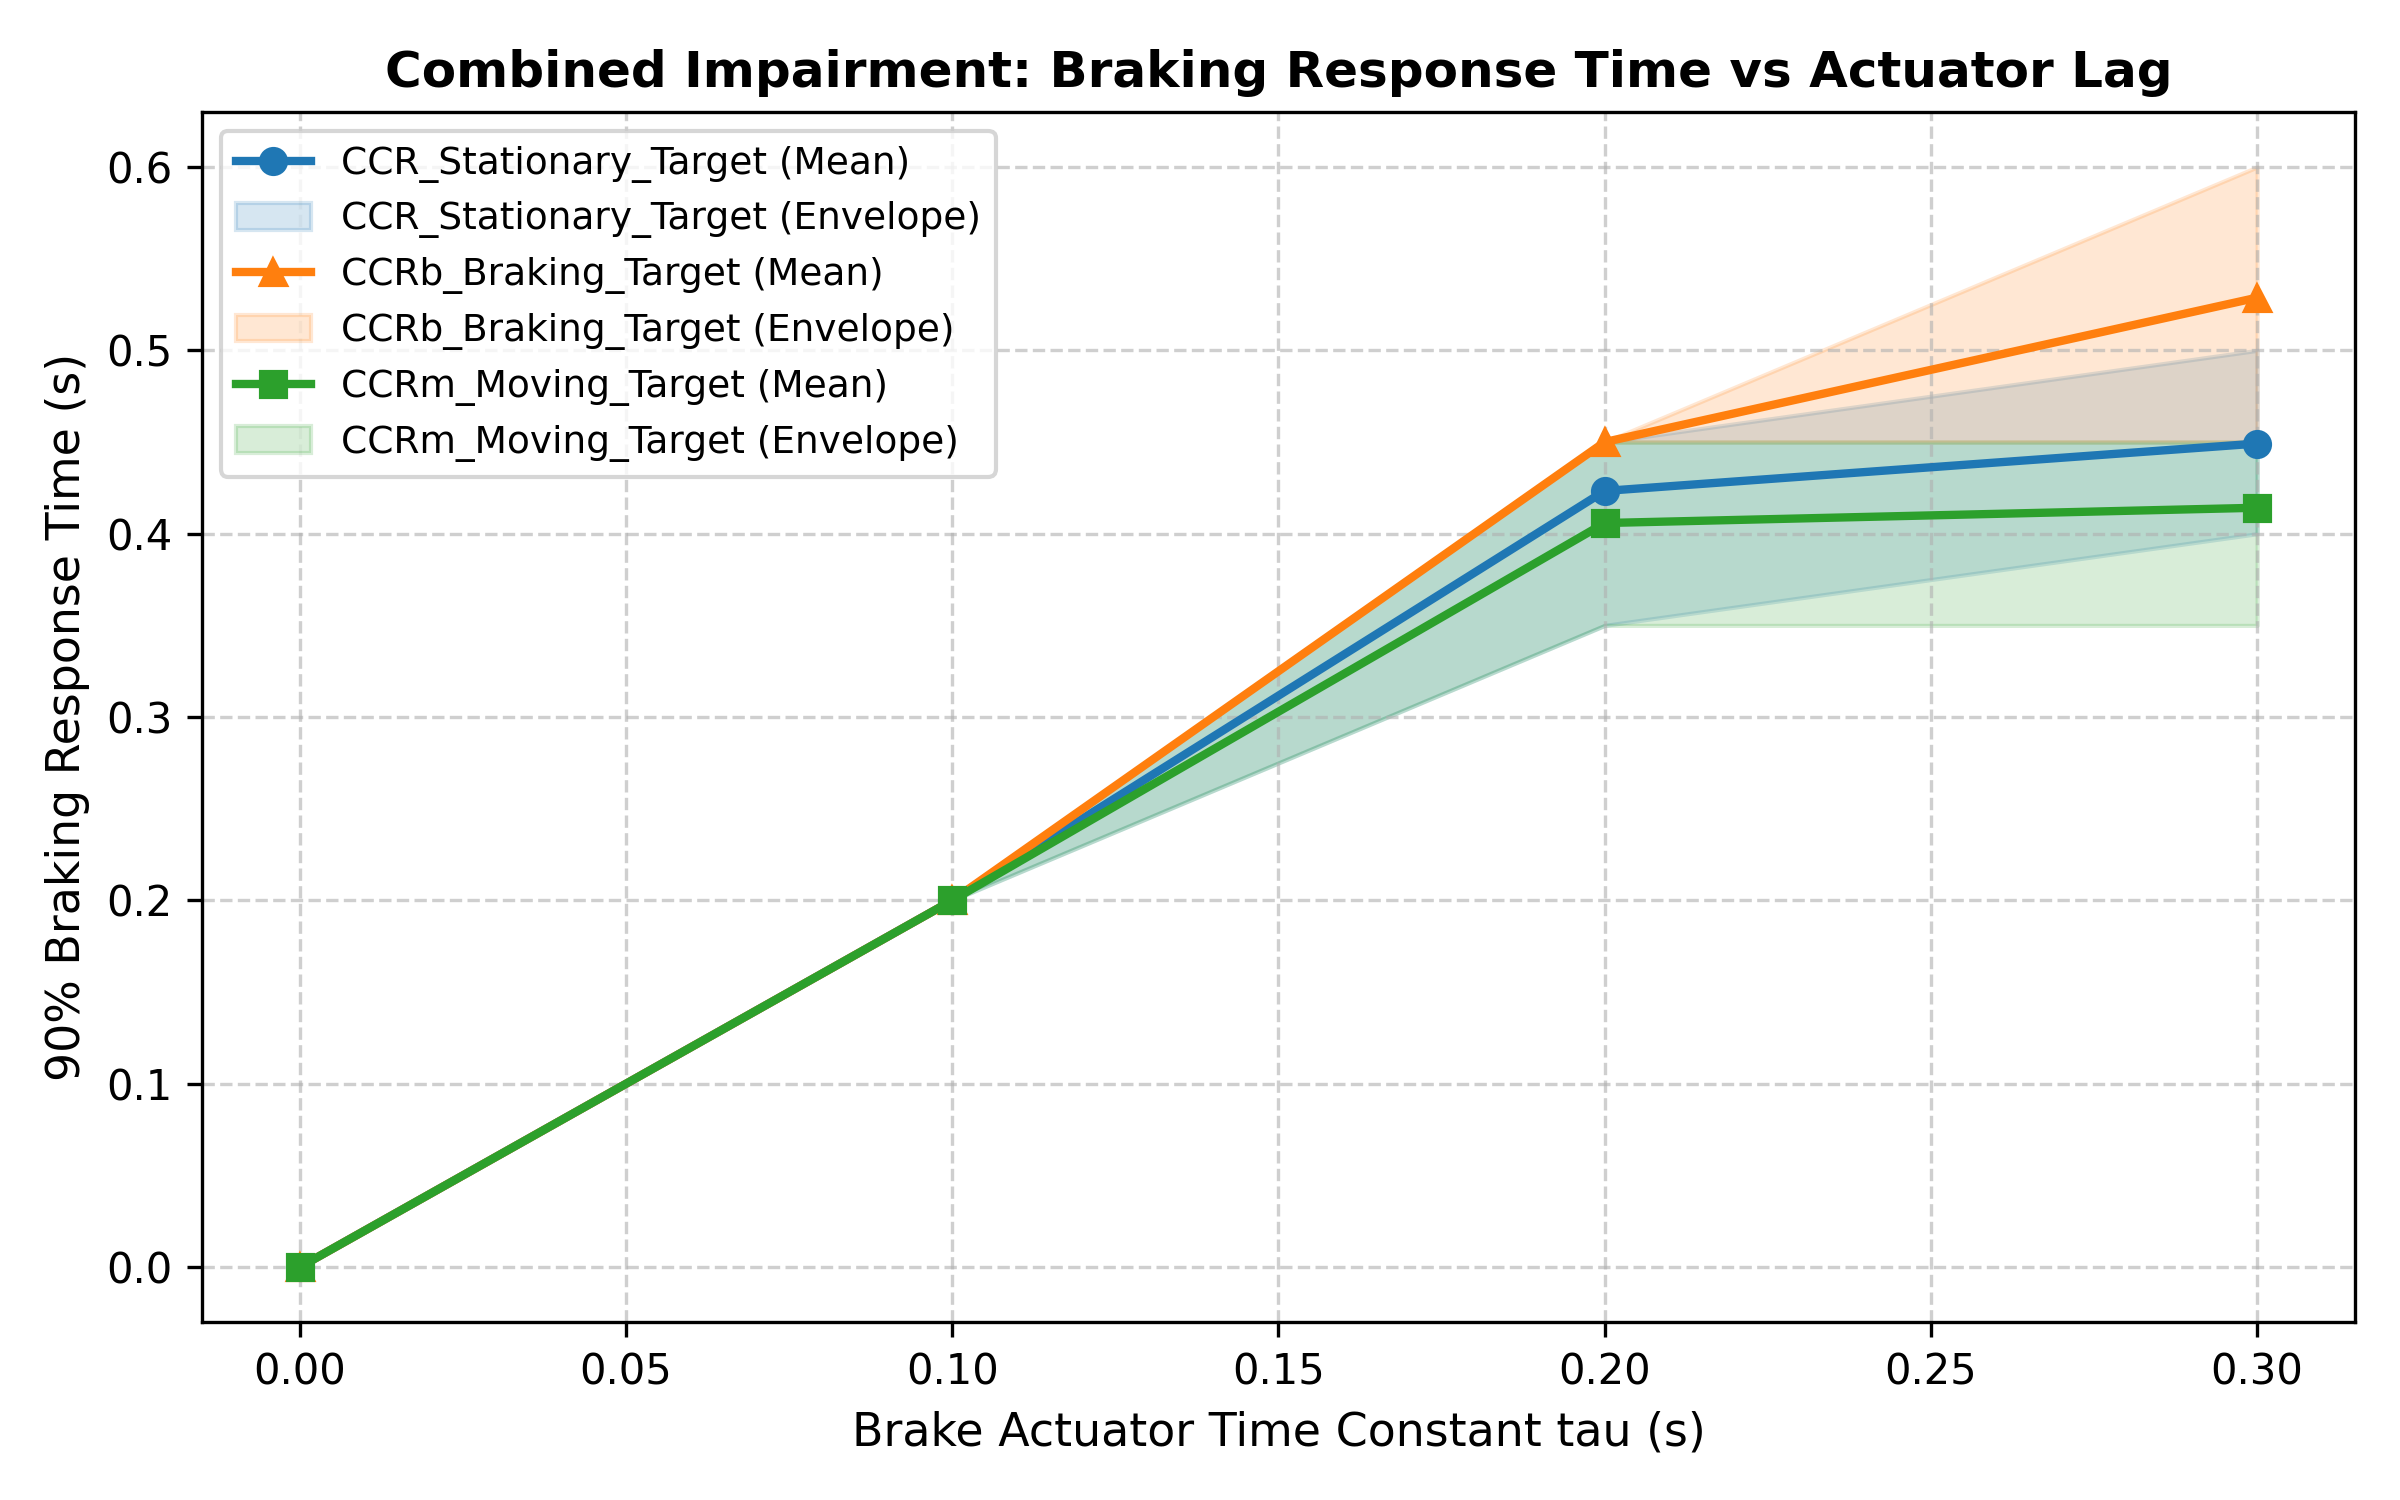 Combined Impairment: Braking Response Time vs Actuator Lag
CCR_Stationary_Target (Mean)
CCR_Stationary_Target (Envelope)
CCRb_Braking_Target (Mean)
CCRb_Braking_Target (Envelope)
CCRm_Moving_Target (Mean)
CCRm_Moving_Target (Envelope)
90% Braking Response Time (s)
0.6
0.5
0.4
0.3
0.2
0.1
0.0
0.00 0.05 0.10 0.15 0.20 0.25 0.30
Brake Actuator Time Constant tau (s)